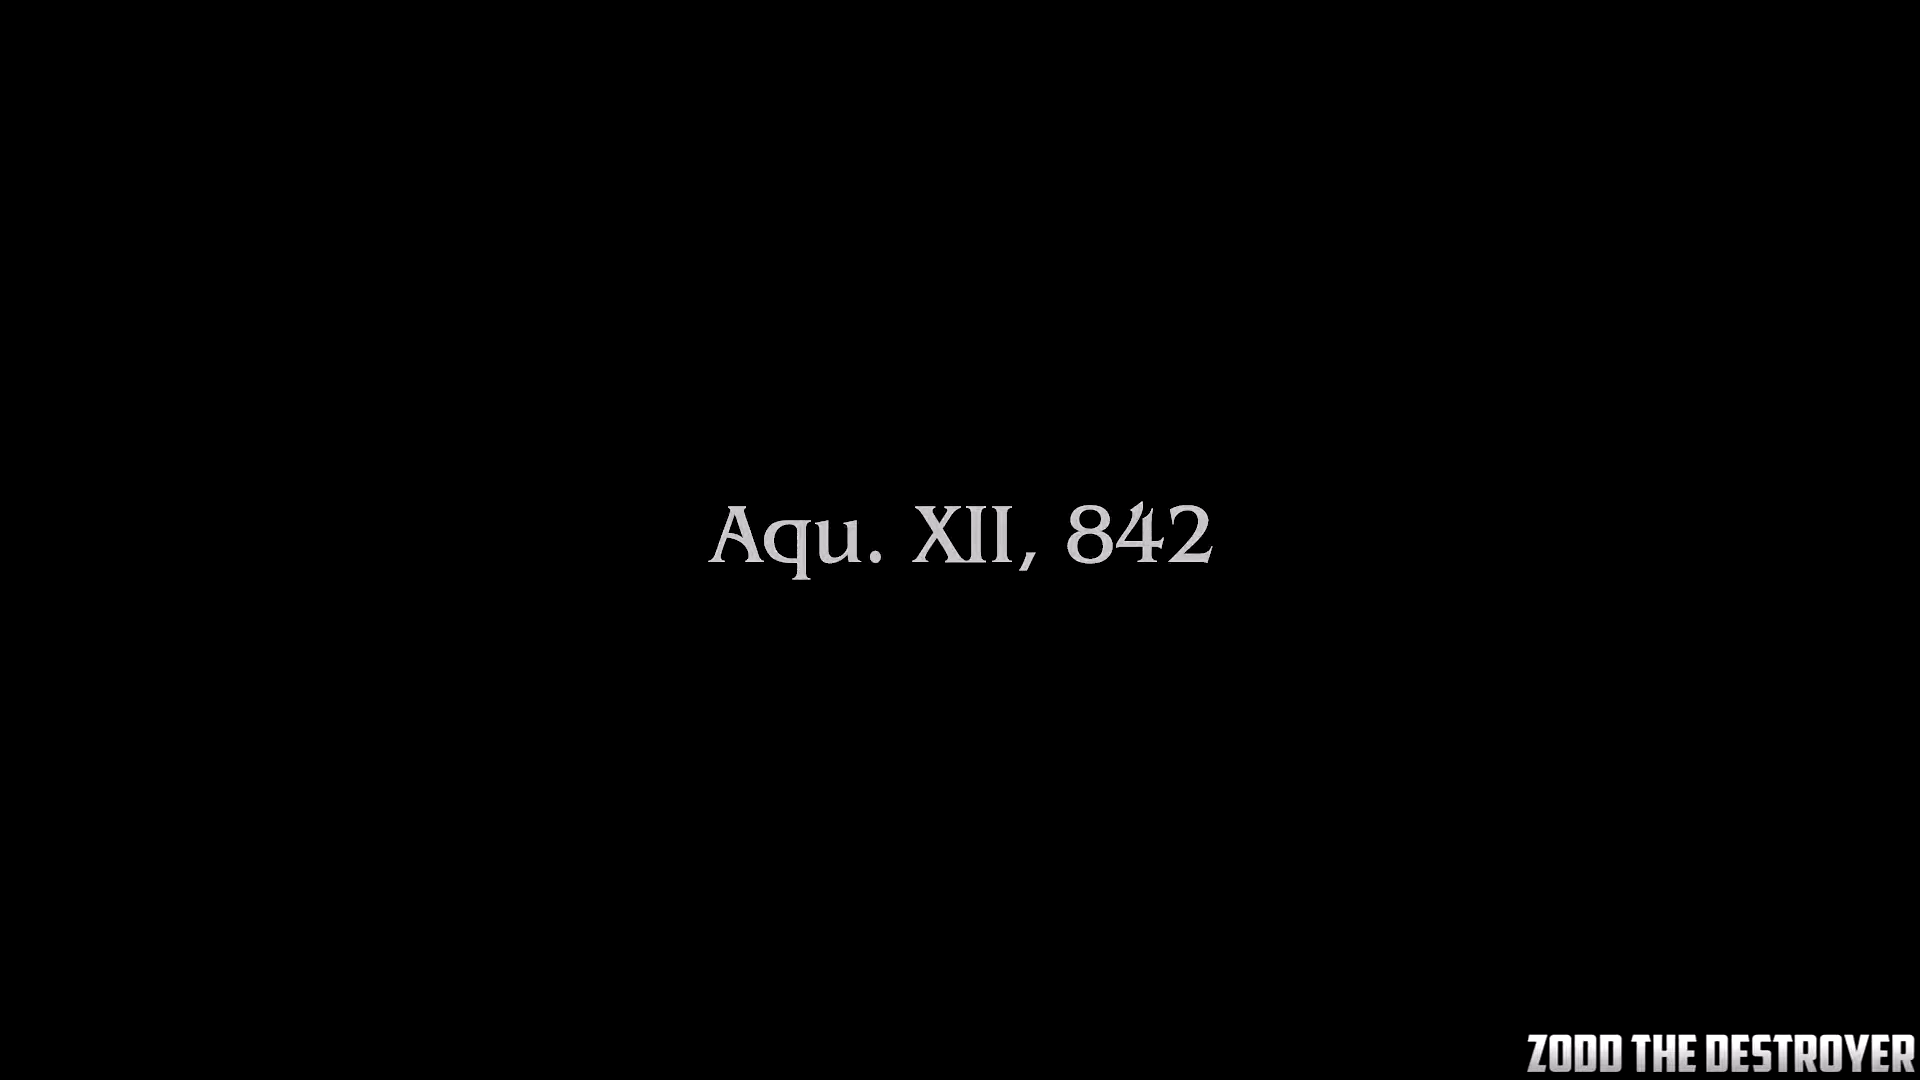 Aqu. XII, 842
ZODD THE DESTROYER